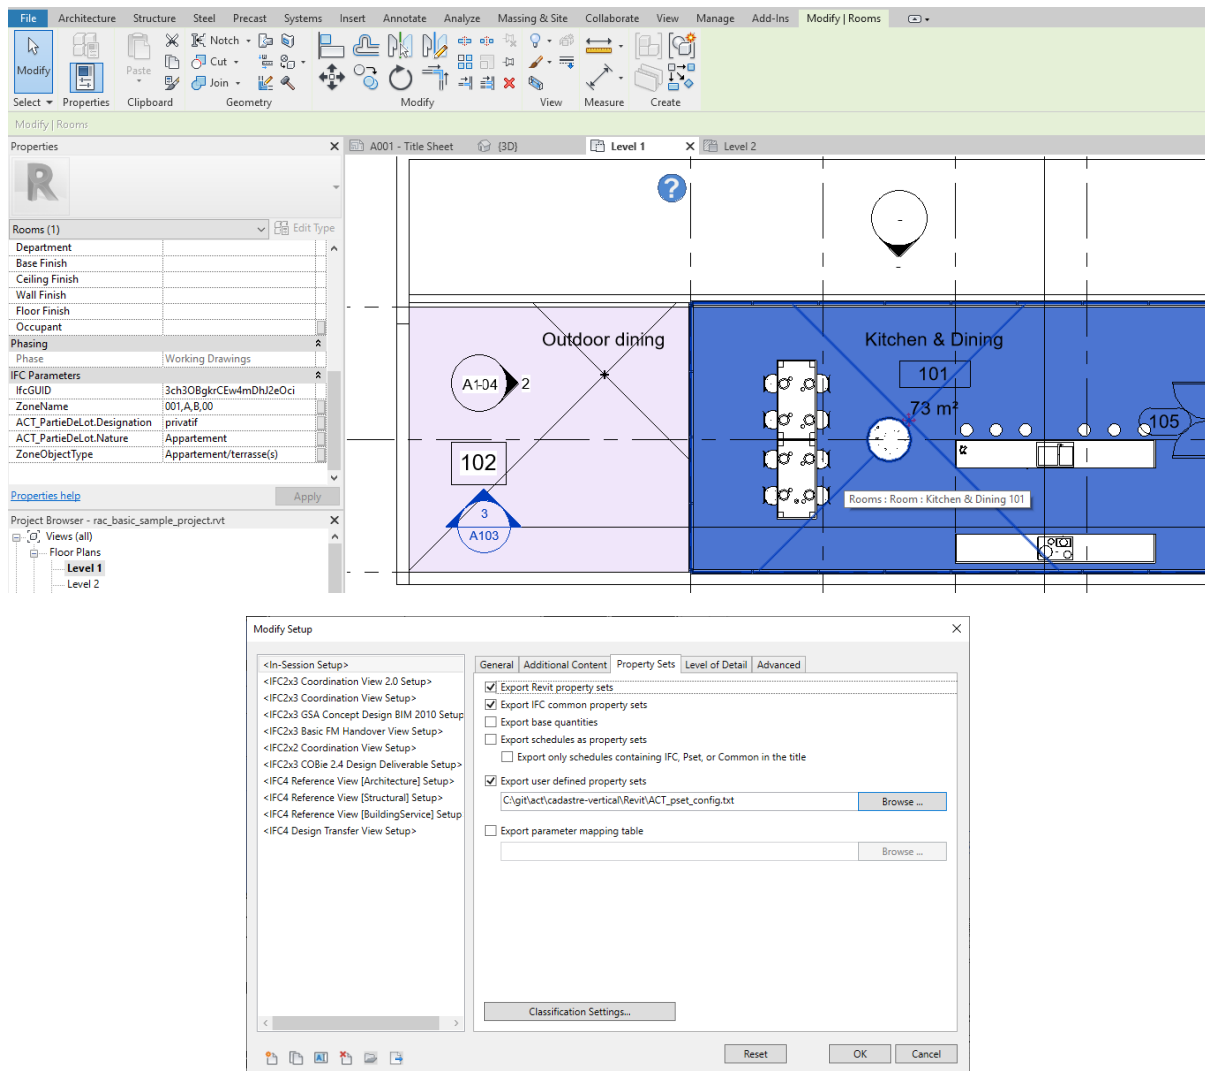 File Architecture Structure Steel Precast Systems Insert Annotate Analyze Massing & Site Collaborate View Manage Add-Ins Modify | Rooms
Notch
Modify Paste Cut
Join
Select Properties Clipboard Geometry Modify View Measure Create
Modify | Rooms
Properties
A001 - Title Sheet {3D} Level 1 Level 2
R
?
Rooms (1) Edit Type
Department
Base Finish
Ceiling Finish
Wall Finish
Floor Finish
Occupant
Phasing
Phase Working Drawings
IFC Parameters
IfcGUID 3ch3OBgkrCEw4mDhJ2eOci
ZoneName 001,A,B,00
ACT_PartieDeLot.Designation privatif
ACT_PartieDeLot.Nature Appartement
ZoneObjectType Appartement/terrasse(s)
Properties help Apply
Project Browser - rac_basic_sample_project.rvt
Views (all)
Floor Plans
Level 1
Level 2
Outdoor dining Kitchen & Dining
A1-04 2 101
73 m²
105
102
Rooms : Room : Kitchen & Dining 101
3
A103
Modify Setup
<In-Session Setup>
<IFC2x3 Coordination View 2.0 Setup>
<IFC2x3 Coordination View Setup>
<IFC2x3 GSA Concept Design BIM 2010 Setup
<IFC2x3 Basic FM Handover View Setup>
<IFC2x2 Coordination View Setup>
<IFC2x3 COBie 2.4 Design Deliverable Setup>
<IFC4 Reference View [Architecture] Setup>
<IFC4 Reference View [Structural] Setup>
<IFC4 Reference View [BuildingService] Setup
<IFC4 Design Transfer View Setup>
General Additional Content Property Sets Level of Detail Advanced
Export Revit property sets
Export IFC common property sets
Export base quantities
Export schedules as property sets
Export only schedules containing IFC, Pset, or Common in the title
Export user defined property sets
C:\git\act\cadastre-vertical\Revit\ACT_pset_config.txt Browse ...
Export parameter mapping table
Browse ...
Classification Settings...
Reset OK Cancel